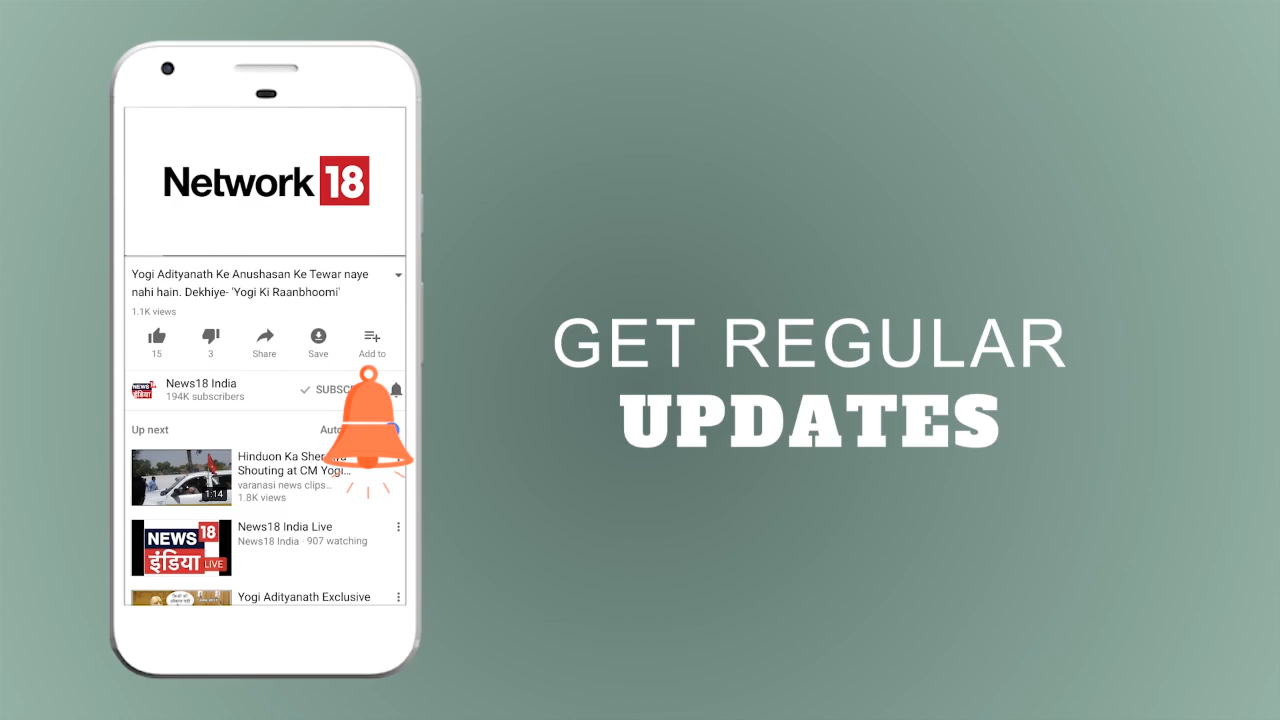 Network 18
Yogi Adityanath Ke Anushasan Ke Tewar naye
nahi hain. Dekhiye- 'Yogi Ki Raanbhoomi'
1.1K views
15
3
Share
Save
Add to
News18 India
194K subscribers
Up next
1:14
Hinduon Ka
Shouting at CM Yogi...
varanasi news clips...
1.8K views
NEWS 18
इंडिया LIVE
News18 India Live
News18 India · 907 watching
Yogi Adityanath Exclusive
GET REGULAR
UPDATES